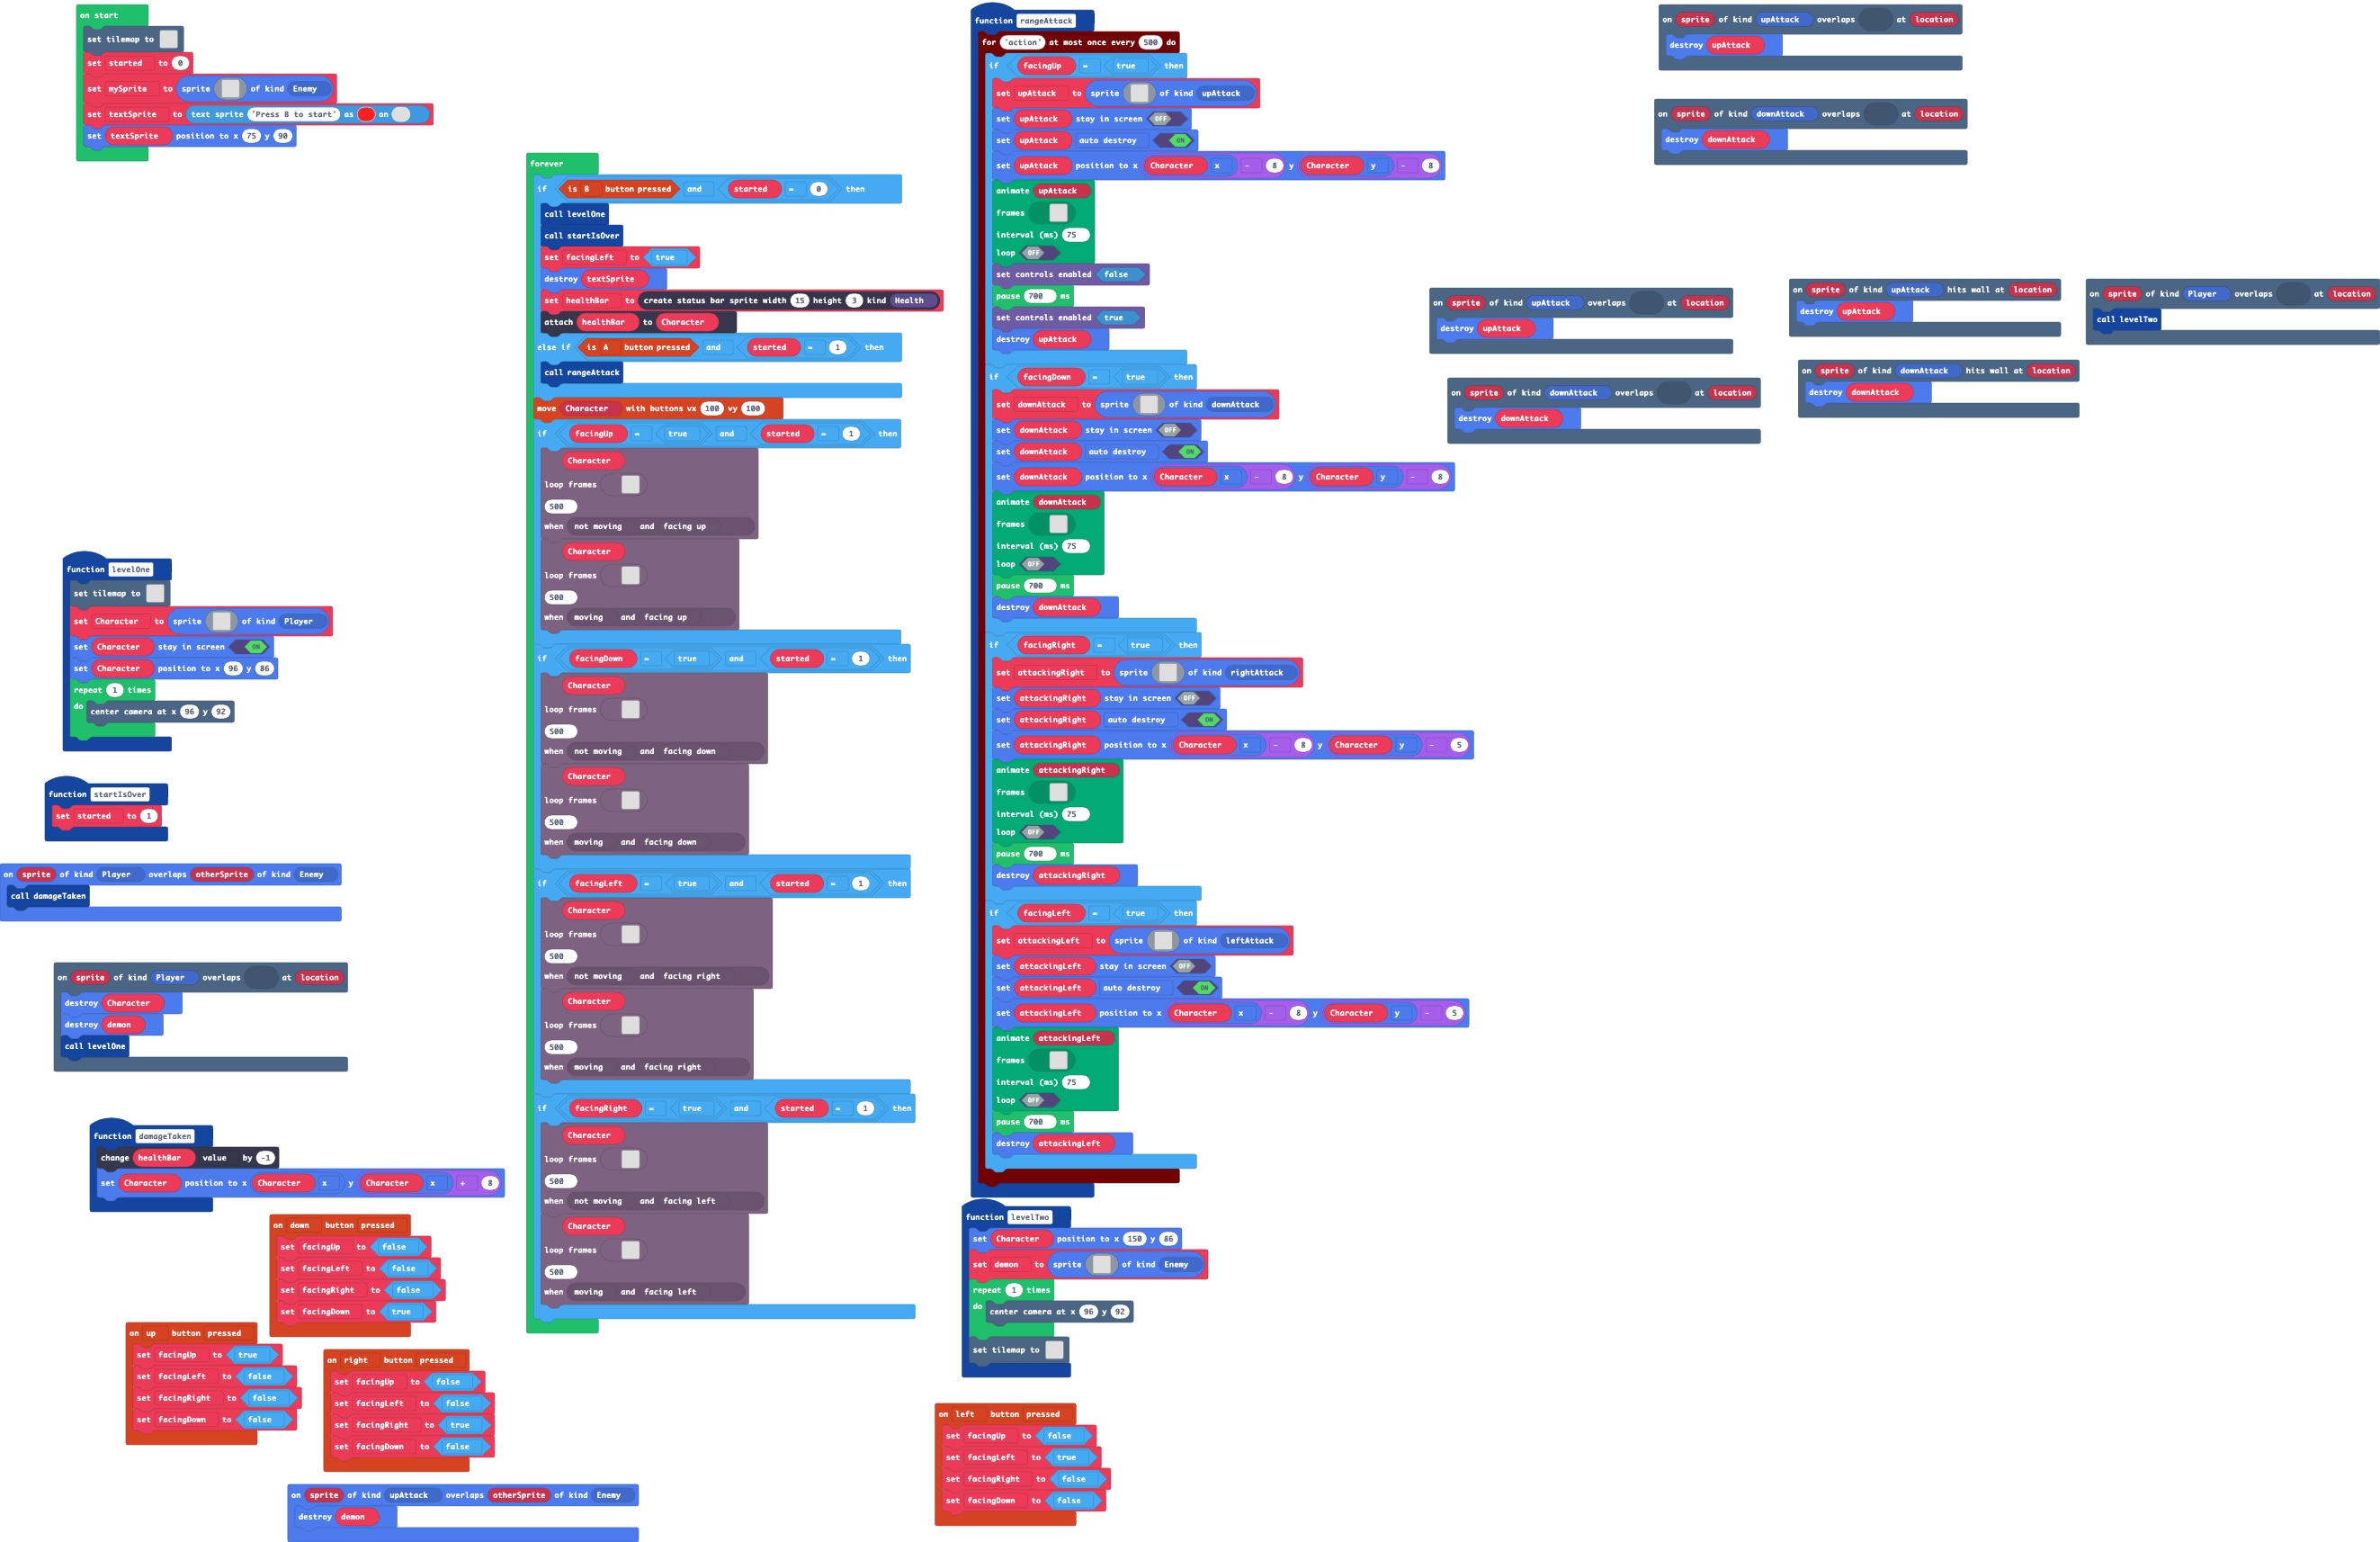 on start
set tilemap to
set started to 0
set mySprite to sprite of kind Enemy
set textSprite to text sprite "Press B to start" as on
set textSprite position to x 75 y 90
function levelOne
set tilemap to
set Character to sprite of kind Player
set Character stay in screen ON
set Character position to x 96 y 86
repeat 1 times
do center camera at x 96 y 92
function startIsOver
set started to 1
on sprite of kind Player overlaps otherSprite of kind Enemy
call damageTaken
on sprite of kind Player overlaps at location
destroy Character
destroy demon
call levelOne
function damageTaken
change healthBar value by -1
set Character position to x Character x y Character x + 8
on down button pressed
set facingUp to false
set facingLeft to false
set facingRight to false
set facingDown to true
on up button pressed
set facingUp to true
set facingLeft to false
set facingRight to false
set facingDown to false
on right button pressed
set facingUp to false
set facingLeft to false
set facingRight to true
set facingDown to false
on sprite of kind upAttack overlaps otherSprite of kind Enemy
destroy demon
forever
if is B button pressed and started = 0 then
call levelOne
call startIsOver
set facingLeft to true
destroy textSprite
set healthBar to create status bar sprite width 15 height 3 kind Health
attach healthBar to Character
else if is A button pressed and started = 1 then
call rangeAttack
move Character with buttons vx 100 vy 100
if facingUp = true and started = 1 then
Character
loop frames
500
when not moving and facing up
Character
loop frames
500
when moving and facing up
if facingDown = true and started = 1 then
Character
loop frames
500
when not moving and facing down
Character
loop frames
500
when moving and facing down
if facingLeft = true and started = 1 then
Character
loop frames
500
when not moving and facing right
Character
loop frames
500
when moving and facing right
if facingRight = true and started = 1 then
Character
loop frames
500
when not moving and facing left
Character
loop frames
500
when moving and facing left
function rangeAttack
for "action" at most once every 500 do
if facingUp = true then
set upAttack to sprite of kind upAttack
set upAttack stay in screen OFF
set upAttack auto destroy ON
set upAttack position to x Character x - 8 y Character y - 8
animate upAttack
frames
interval (ms) 75
loop OFF
set controls enabled false
pause 700 ms
set controls enabled true
destroy upAttack
if facingDown = true then
set downAttack to sprite of kind downAttack
set downAttack stay in screen OFF
set downAttack auto destroy ON
set downAttack position to x Character x - 8 y Character y - 8
animate downAttack
frames
interval (ms) 75
loop OFF
pause 700 ms
destroy downAttack
if facingRight = true then
set attackingRight to sprite of kind rightAttack
set attackingRight stay in screen OFF
set attackingRight auto destroy ON
set attackingRight position to x Character x - 8 y Character y - 5
animate attackingRight
frames
interval (ms) 75
loop OFF
pause 700 ms
destroy attackingRight
if facingLeft = true then
set attackingLeft to sprite of kind leftAttack
set attackingLeft stay in screen OFF
set attackingLeft auto destroy ON
set attackingLeft position to x Character x - 8 y Character y - 5
animate attackingLeft
frames
interval (ms) 75
loop OFF
pause 700 ms
destroy attackingLeft
function levelTwo
set Character position to x 150 y 86
set demon to sprite of kind Enemy
repeat 1 times
do center camera at x 96 y 92
set tilemap to
on left button pressed
set facingUp to false
set facingLeft to true
set facingRight to false
set facingDown to false
on sprite of kind upAttack overlaps at location
destroy upAttack
on sprite of kind downAttack overlaps at location
destroy downAttack
on sprite of kind upAttack overlaps at location
destroy upAttack
on sprite of kind downAttack overlaps at location
destroy downAttack
on sprite of kind upAttack hits wall at location
destroy upAttack
on sprite of kind downAttack hits wall at location
destroy downAttack
on sprite of kind Player overlaps at location
call levelTwo